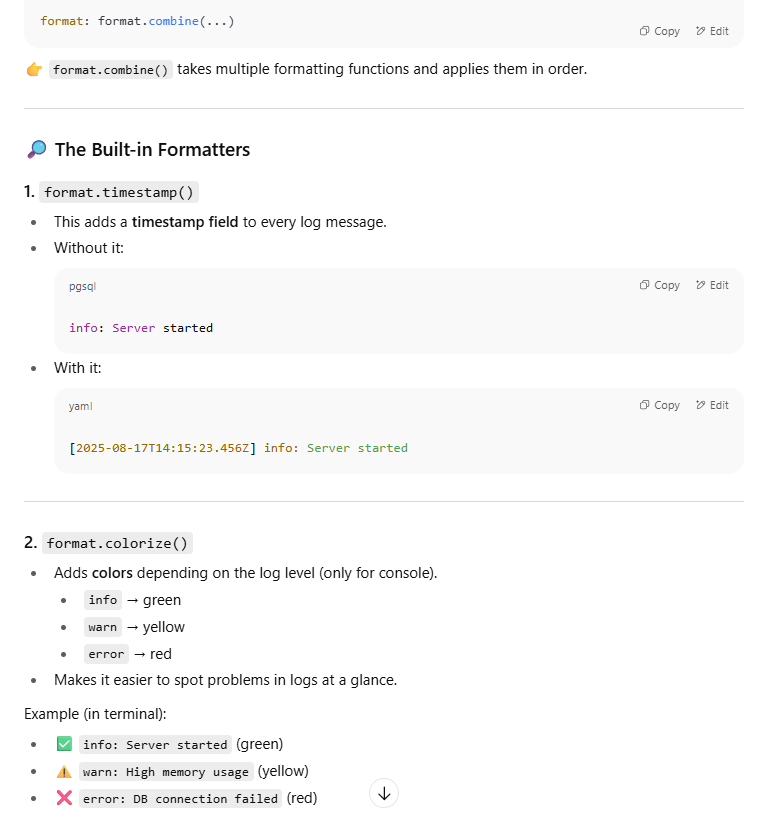 format: format.combine(...)
Copy Edit
👉 format.combine() takes multiple formatting functions and applies them in order.
🔎 The Built-in Formatters
1. format.timestamp()
• This adds a timestamp field to every log message.
• Without it:
pgsql Copy Edit
info: Server started
• With it:
yaml Copy Edit
[2025-08-17T14:15:23.456Z] info: Server started
2. format.colorize()
• Adds colors depending on the log level (only for console).
• info → green
• warn → yellow
• error → red
• Makes it easier to spot problems in logs at a glance.
Example (in terminal):
• ✅ info: Server started (green)
• ⚠️ warn: High memory usage (yellow)
• ❌ error: DB connection failed (red)